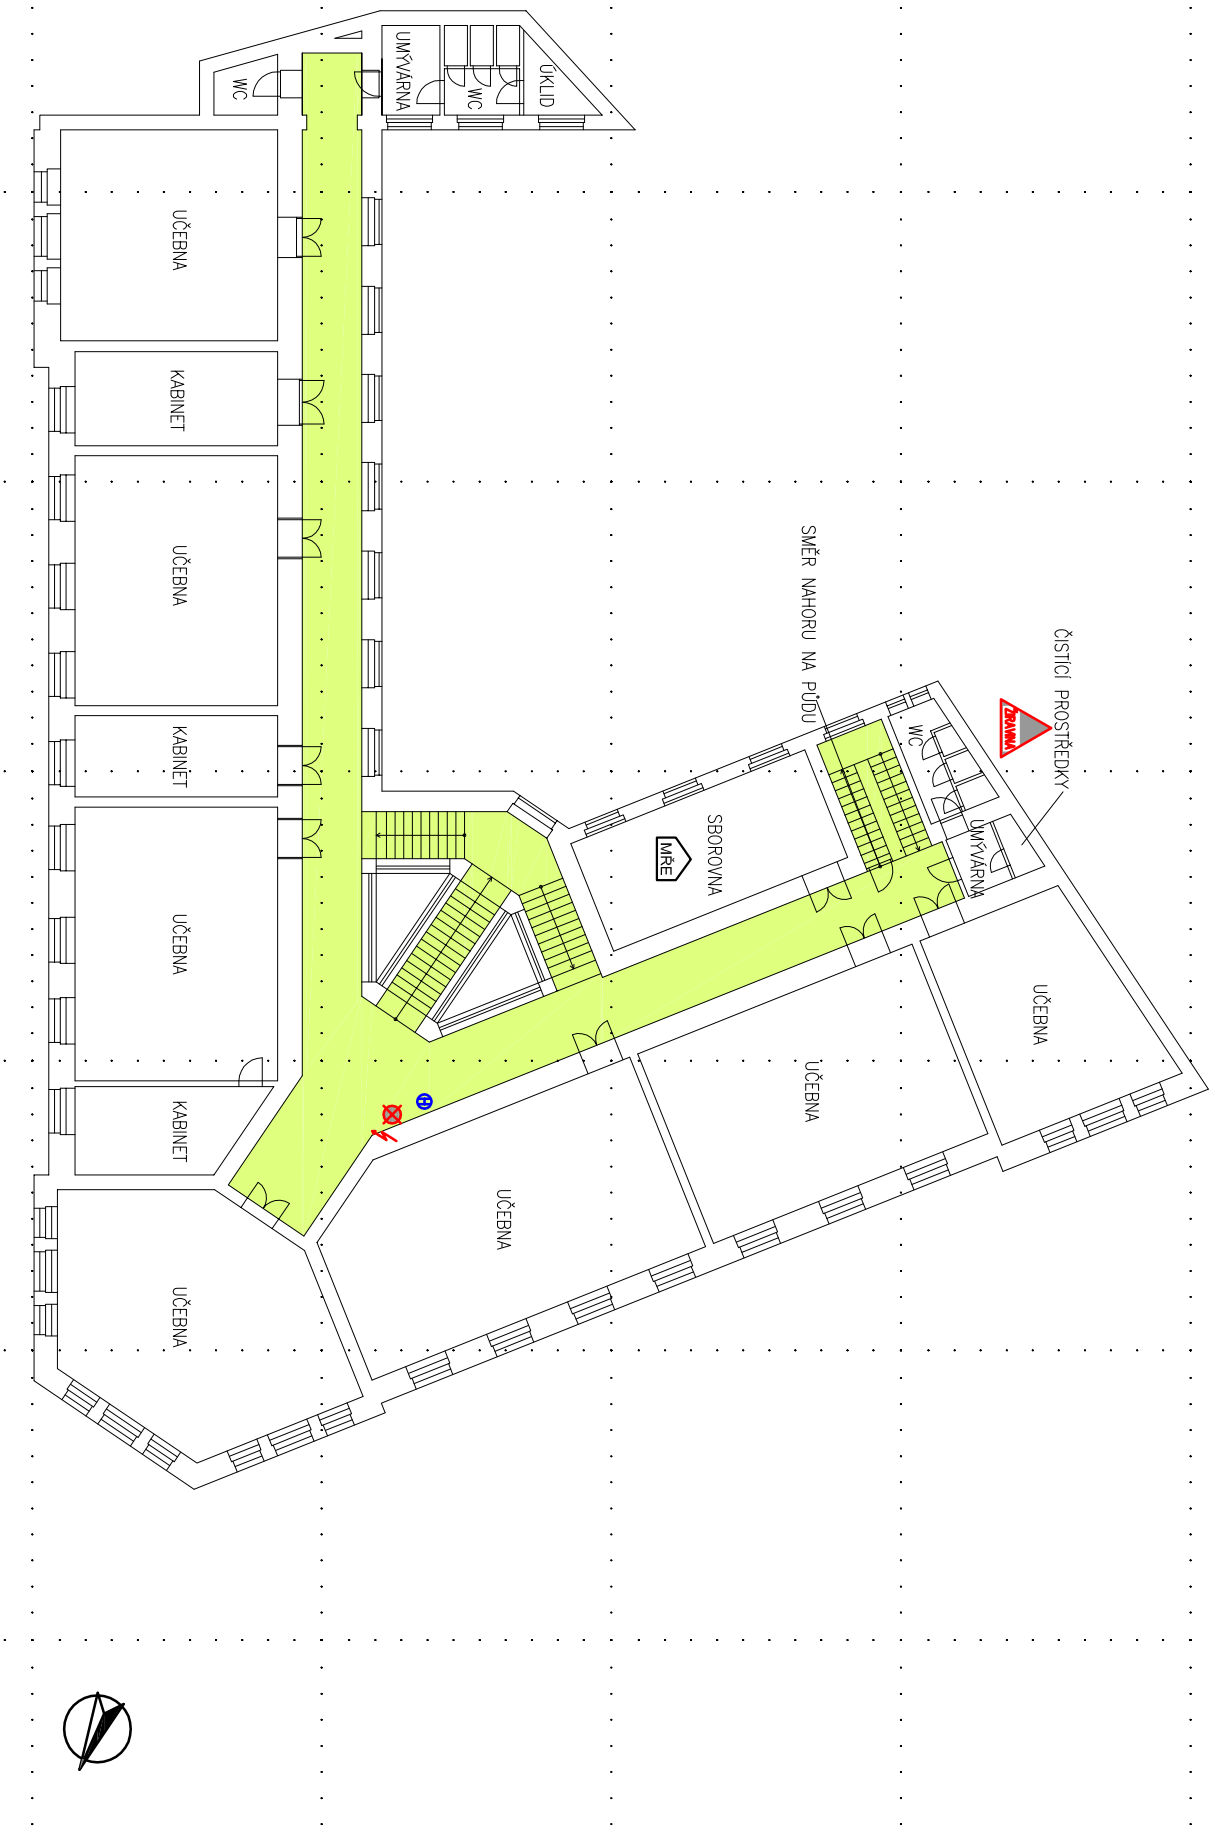 UMÝVÁRNA
WC
ÚKLID
WC
UČEBNA
KABINET
UČEBNA
SMĚR NAHORU NA PŮDU
ČISTÍCÍ PROSTŘEDKY
ŽÍRAVINA
KABINET
WC
UMÝVÁRNA
SBOROVNA
MŘE
UČEBNA
UČEBNA
UČEBNA
H
KABINET
UČEBNA
UČEBNA